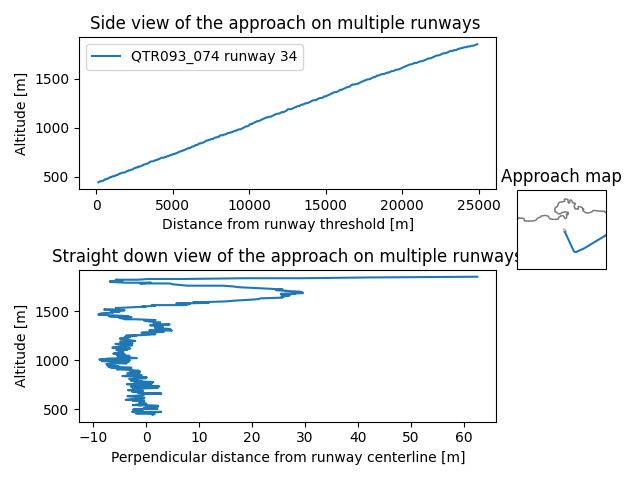 Side view of the approach on multiple runways
QTR093_074 runway 34
Altitude [m]
500
1000
1500
0
5000
10000
15000
20000
25000
Distance from runway threshold [m]
Approach map
Straight down view of the approach on multiple runways
Altitude [m]
500
1000
1500
−10
0
10
20
30
40
50
60
Perpendicular distance from runway centerline [m]